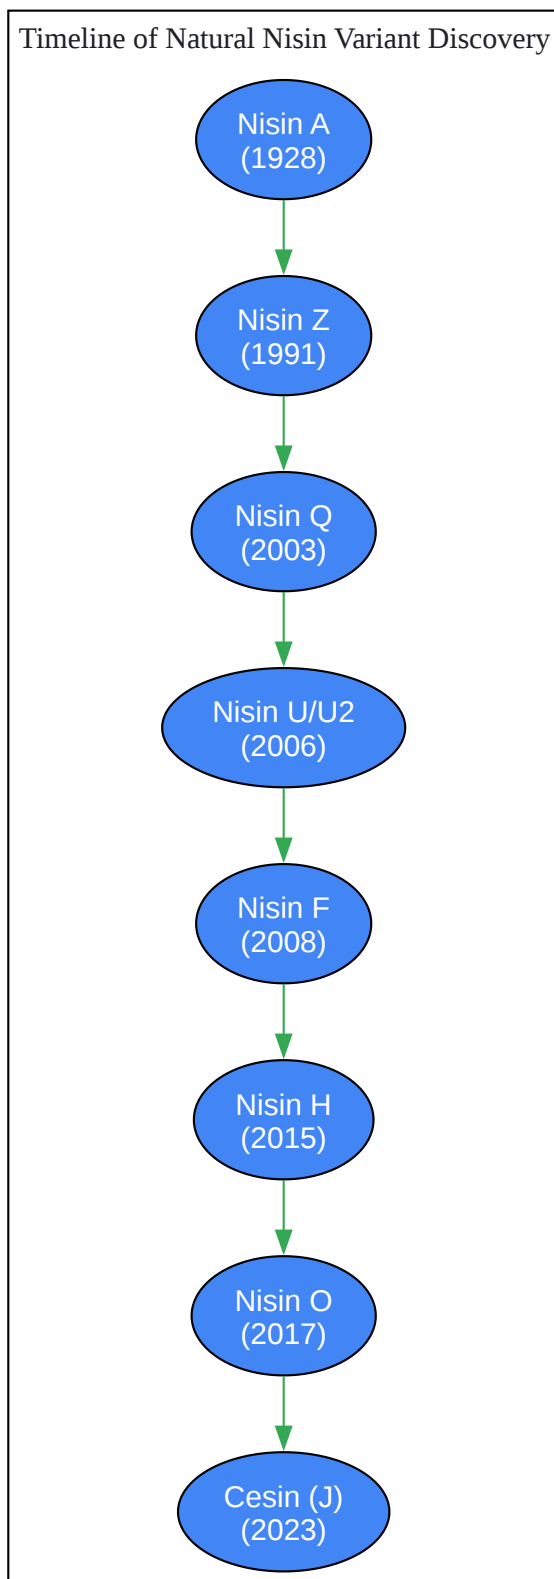 Timeline of Natural Nisin Variant Discovery
Nisin A
(1928)
Nisin Z
(1991)
Nisin Q
(2003)
Nisin U/U2
(2006)
Nisin F
(2008)
Nisin H
(2015)
Nisin O
(2017)
Cesin (J)
(2023)